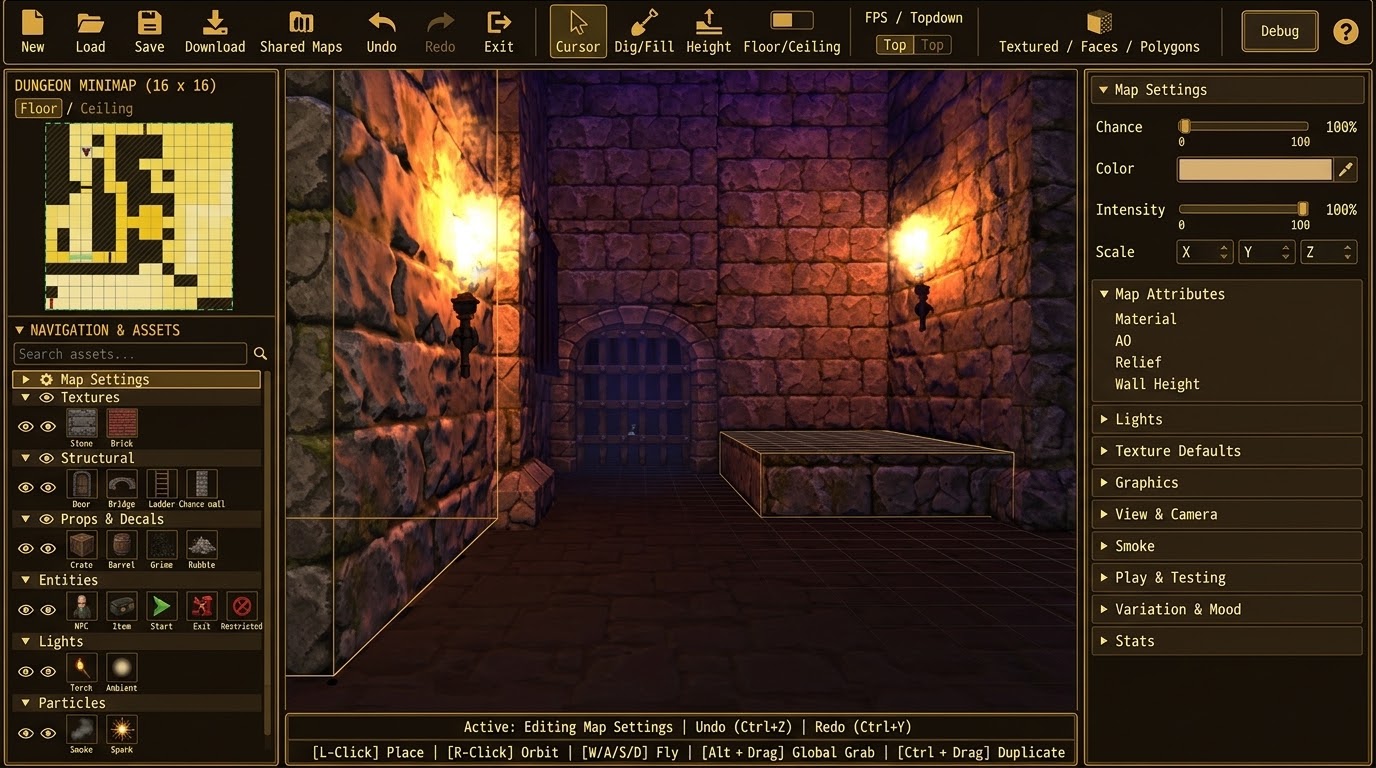 New
Load
Save
Download
Shared Maps
Undo
Redo
Exit
Cursor
Dig/Fill
Height
Floor/Ceiling
FPS / Topdown
Top Top
Textured / Faces / Polygons
Debug
?
DUNGEON MINIMAP (16 x 16)
Floor / Ceiling
NAVIGATION & ASSETS
Search assets...
Map Settings
Textures
Stone Brick
Structural
Door Bridge Ladder Chance wall
Props & Decals
Crate Barrel Grime Rubble
Entities
NPC Item Start Exit Restricted
Lights
Torch Ambient
Particles
Smoke Spark
Active: Editing Map Settings | Undo (Ctrl+Z) | Redo (Ctrl+Y)
[L-Click] Place | [R-Click] Orbit | [W/A/S/D] Fly | [Alt + Drag] Global Grab | [Ctrl + Drag] Duplicate
Map Settings
Chance 100%
0 100
Color
Intensity 100%
0 100
Scale X Y Z
Map Attributes
Material
AO
Relief
Wall Height
Lights
Texture Defaults
Graphics
View & Camera
Smoke
Play & Testing
Variation & Mood
Stats